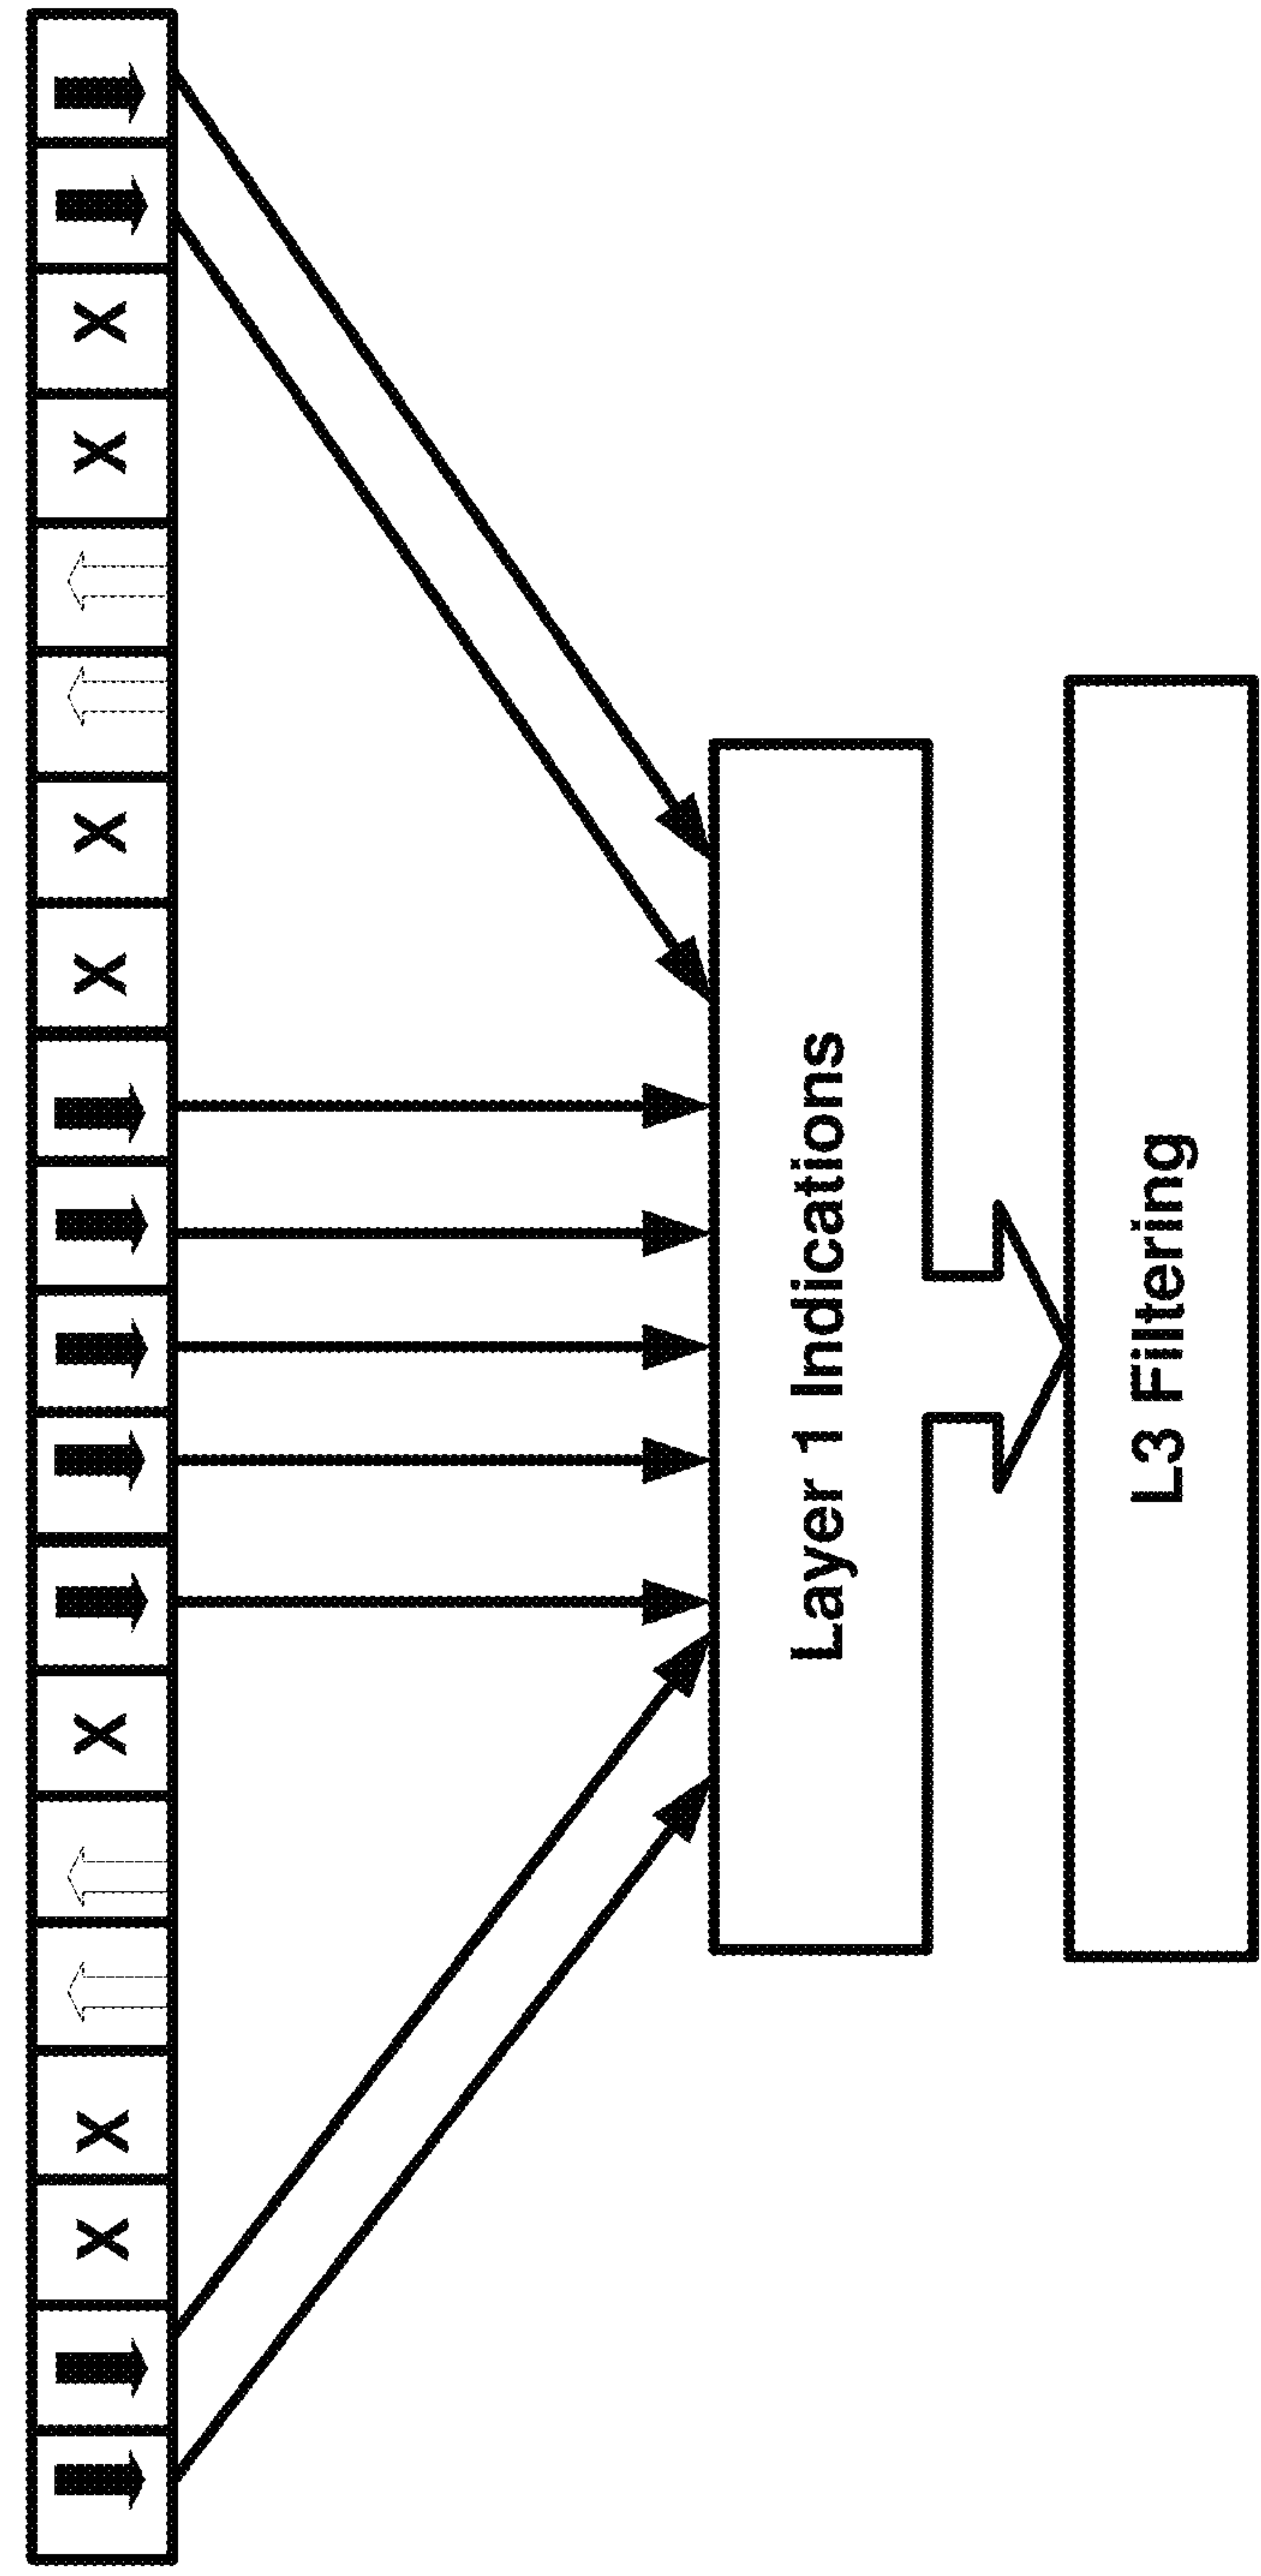 X X X X X X X
Layer 1 Indications
L3 Filtering